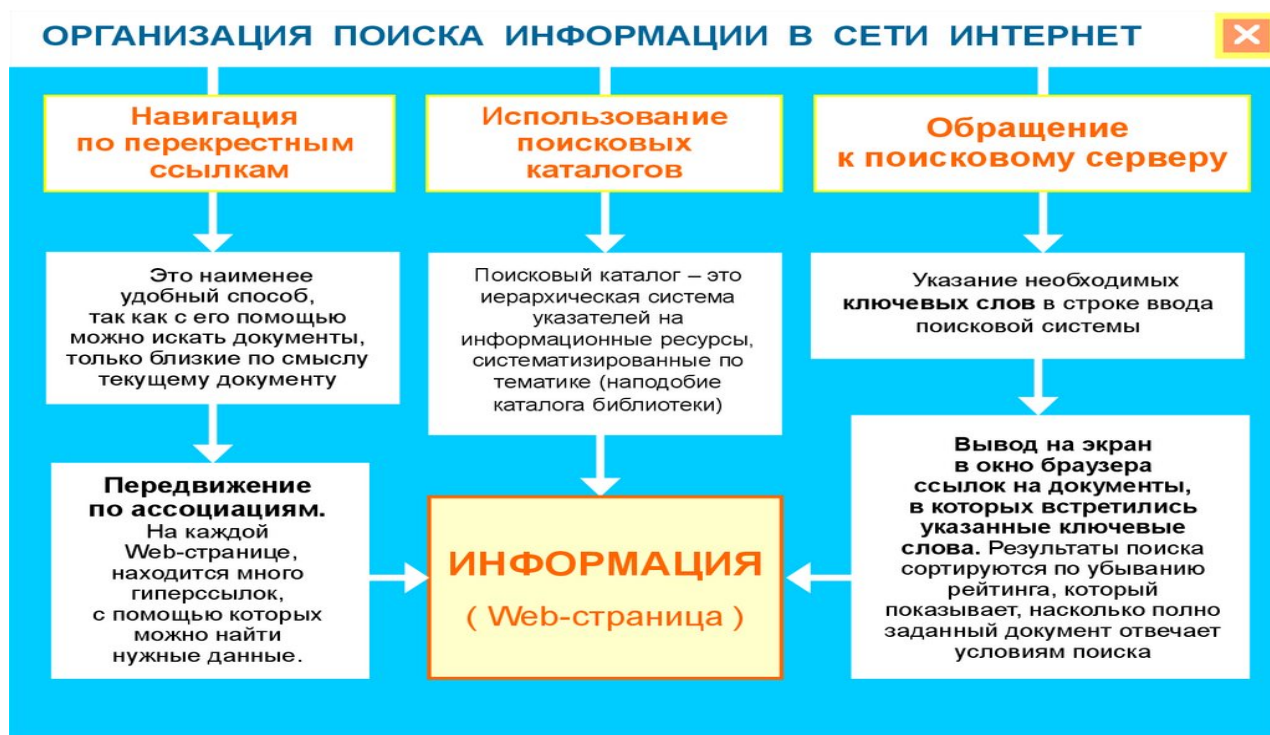 ОРГАНИЗАЦИЯ ПОИСКА ИНФОРМАЦИИ В СЕТИ ИНТЕРНЕТ
Навигация
по перекрестным
ссылкам
Это наименее
удобный способ,
так как с его помощью
можно искать документы,
только близкие по смыслу
текущему документу
Передвижение
по ассоциациям.
На каждой
Web-странице,
находится много
гиперссылок,
с помощью которых
можно найти
нужные данные.
Использование
поисковых
каталогов
Поисковый каталог – это
иерархическая система
указателей на
информационные ресурсы,
систематизированные по
тематике (наподобие
каталога библиотеки)
ИНФОРМАЦИЯ
( Web-страница )
Обращение
к поисковому серверу
Указание необходимых
ключевых слов в строке ввода
поисковой системы
Вывод на экран
в окно браузера
ссылок на документы,
в которых встретились
указанные ключевые
слова. Результаты поиска
сортируются по убыванию
рейтинга, который
показывает, насколько полно
заданный документ отвечает
условиям поиска